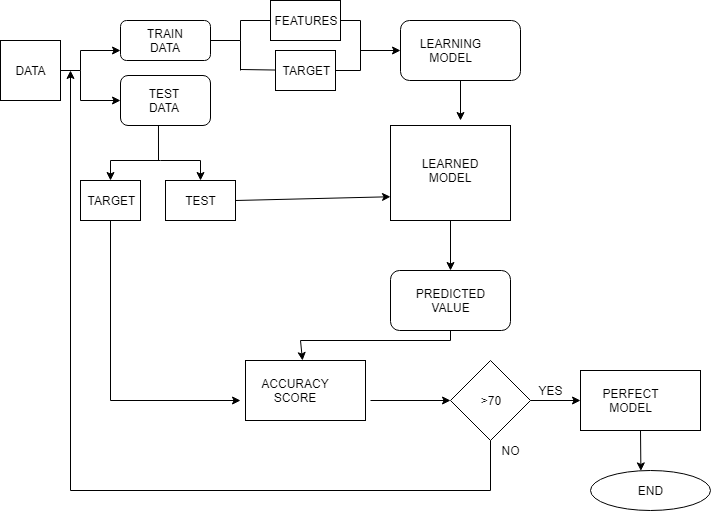 FEATURES
TRAIN
DATA
LEARNING
MODEL
DATA
TARGET
TEST
DATA
LEARNED
MODEL
TARGET
TEST
PREDICTED
VALUE
ACCURACY
SCORE
>70
YES
PERFECT
MODEL
NO
END